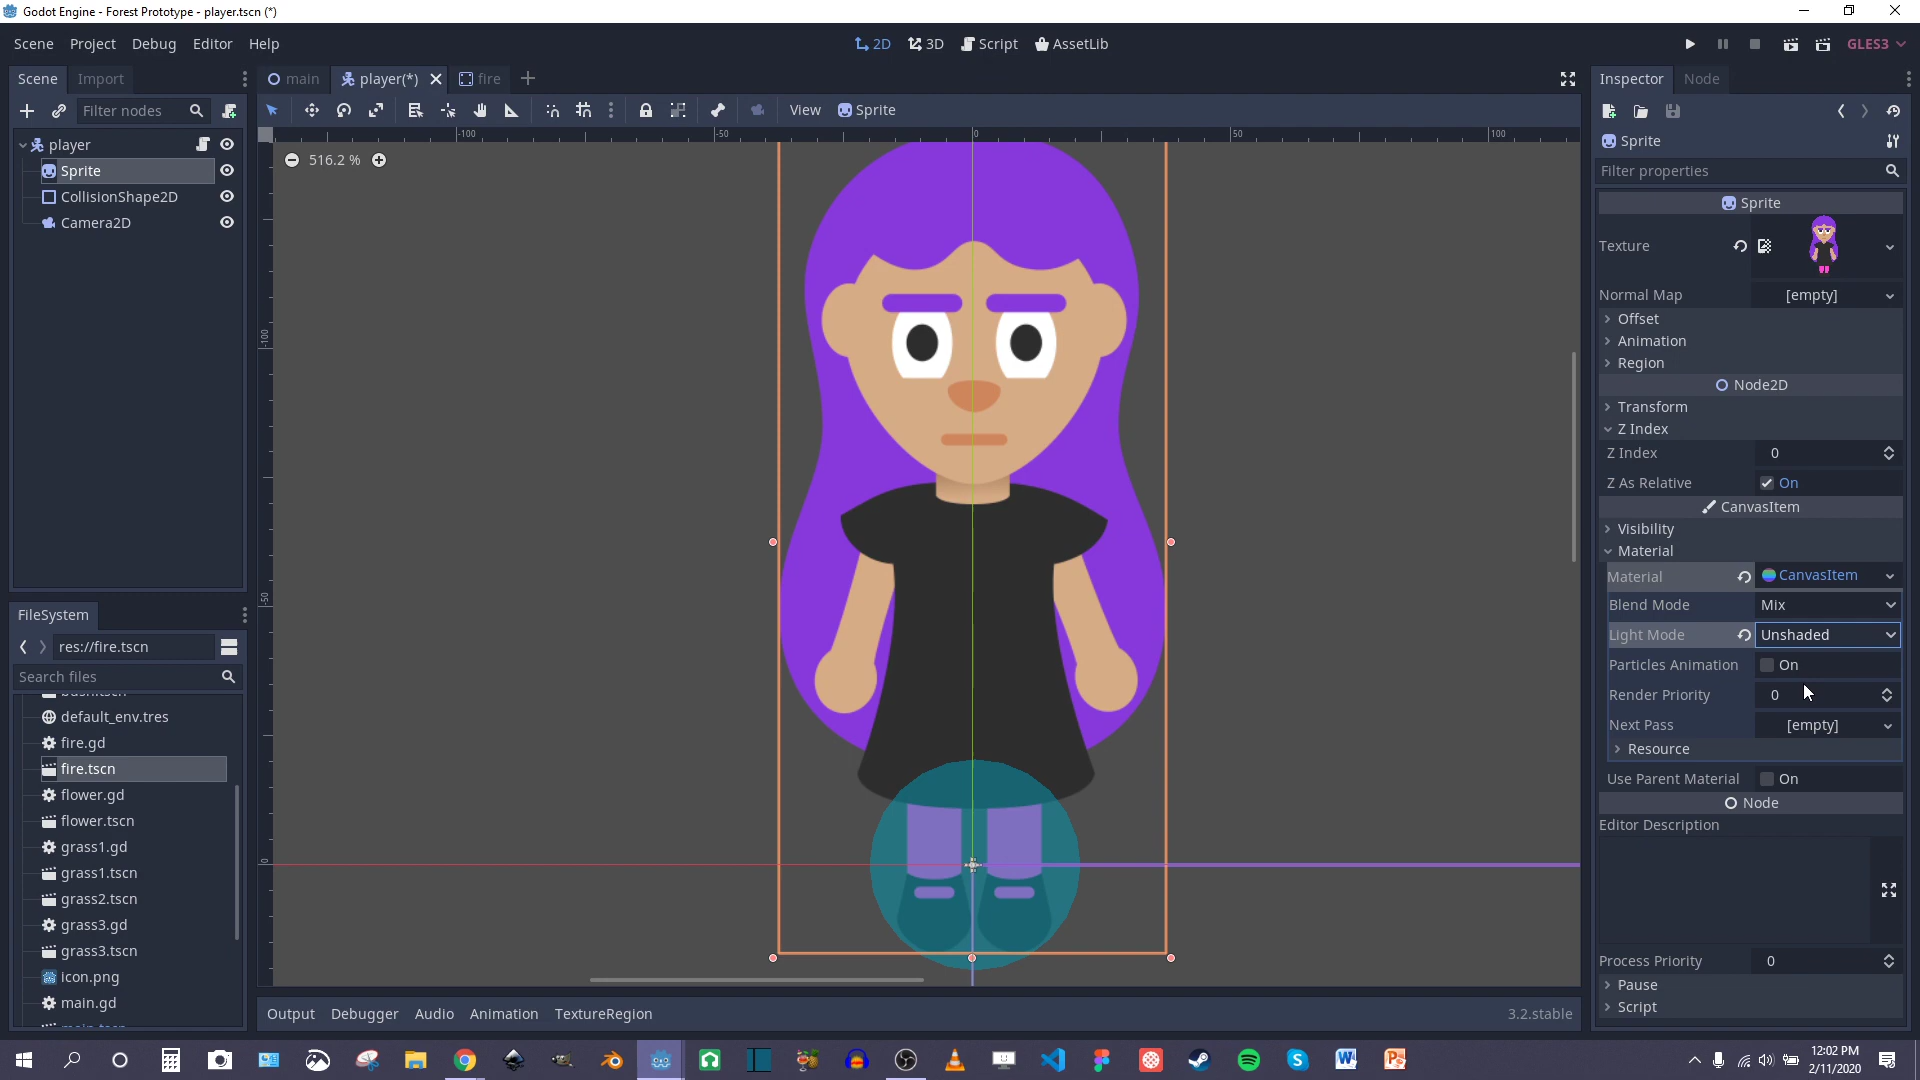 Godot Engine - Forest Prototype - player.tscn (*)
Scene Project Debug Editor Help
2D 3D Script AssetLib
GLES3
Scene Import
main player(*) fire
Inspector Node
Filter nodes
View Sprite
player
Sprite
CollisionShape2D
Camera2D
516.2 %
-100 -50 0 50 100
-100
-50
0
Sprite
Filter properties
Sprite
Texture
Normal Map [empty]
Offset
Animation
Region
Node2D
Transform
Z Index
Z Index 0
Z As Relative On
CanvasItem
Visibility
Material
Material CanvasItem
Blend Mode Mix
Light Mode Unshaded
Particles Animation On
Render Priority 0
Next Pass [empty]
Resource
Use Parent Material On
Node
Editor Description
Process Priority 0
Pause
Script
FileSystem
res://fire.tscn
Search files
default_env.tres
fire.gd
fire.tscn
flower.gd
flower.tscn
grass1.gd
grass1.tscn
grass2.tscn
grass3.gd
grass3.tscn
icon.png
main.gd
main.tscn
Output Debugger Audio Animation TextureRegion
3.2.stable
12:02 PM
2/11/2020